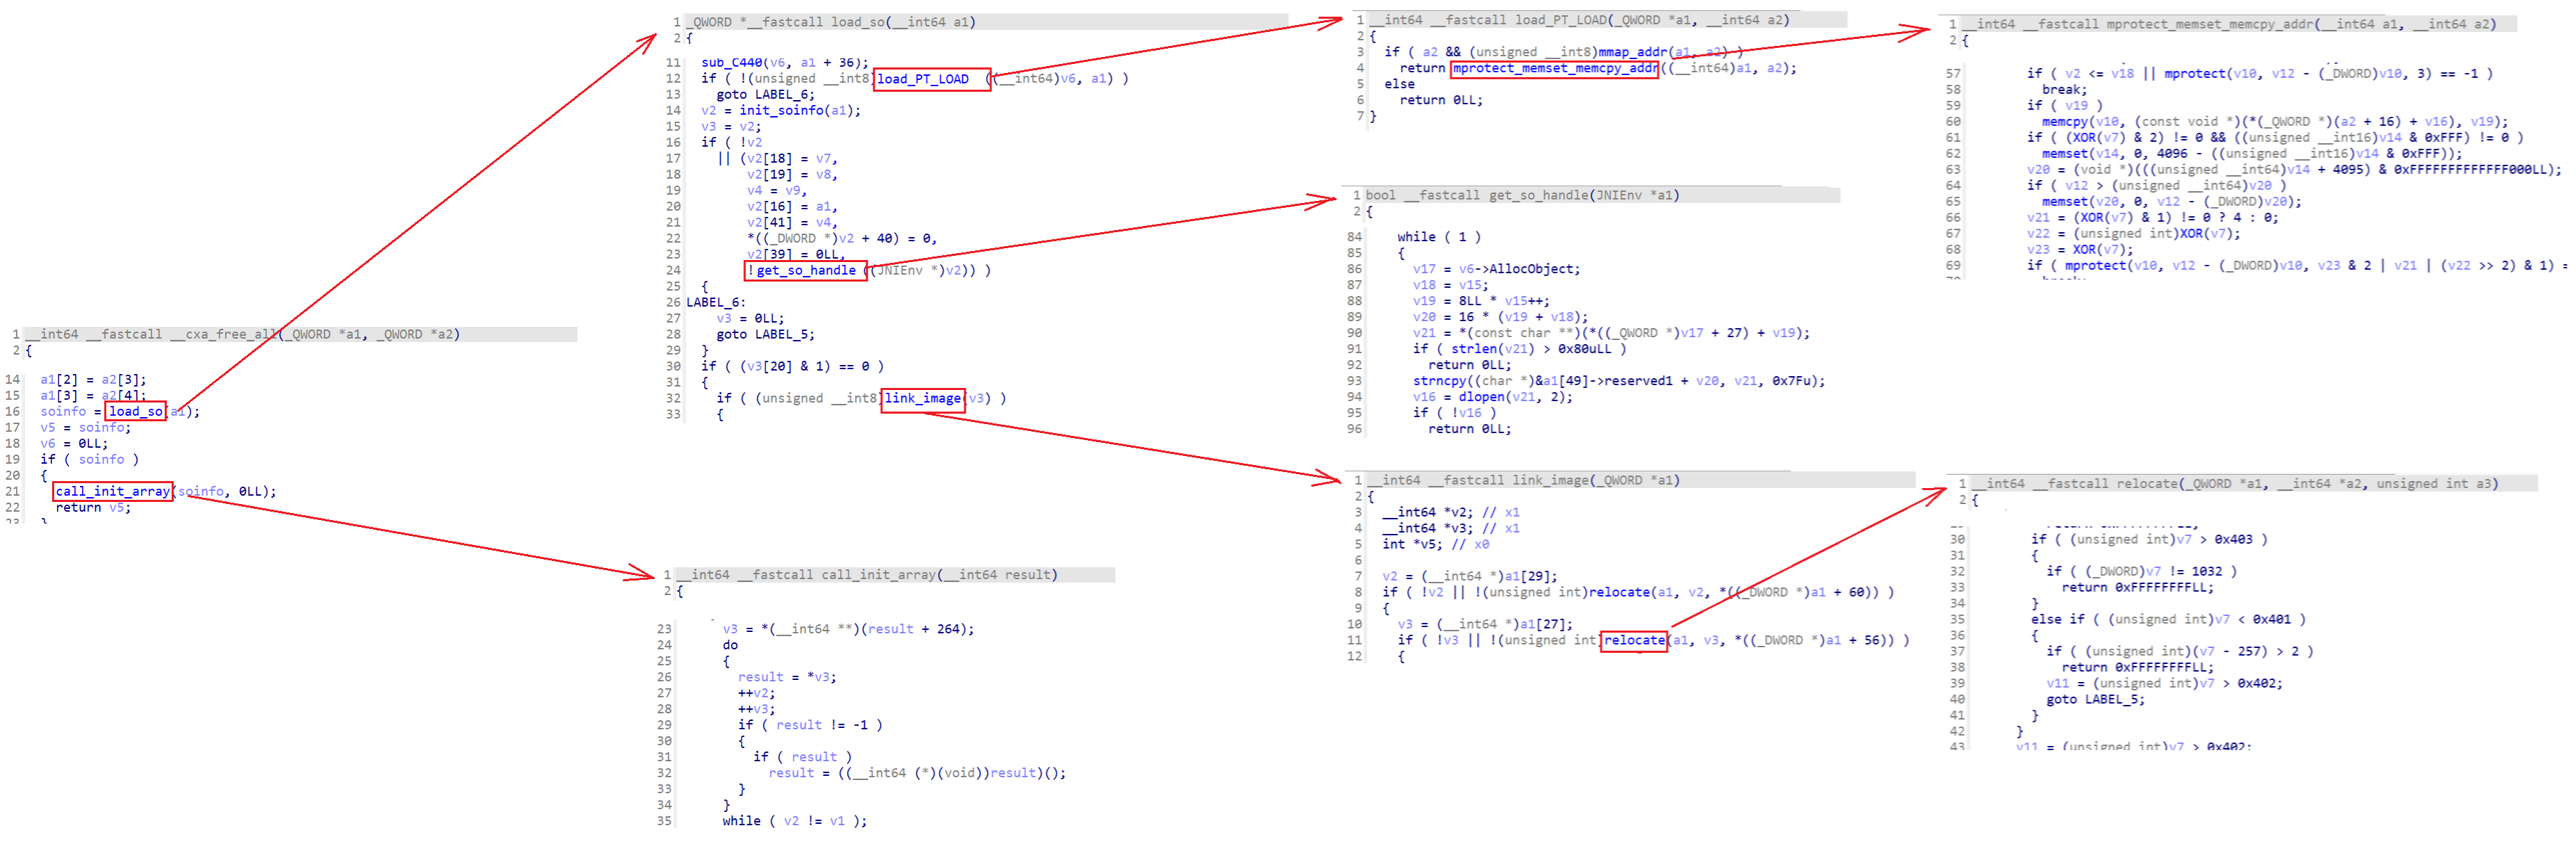 1 __int64 __fastcall __cxa_free_all(_QWORD *a1, _QWORD *a2)
2 {
14 a1[2] = a2[3];
15 a1[3] = a2[4];
16 soinfo = load_so(a1);
17 v5 = soinfo;
18 v6 = 0LL;
19 if ( soinfo )
20 {
21 call_init_array(soinfo, 0LL);
22 return v5;
23 }
1 _QWORD *__fastcall load_so(__int64 a1)
2 {
11 sub_C440(v6, a1 + 36);
12 if ( !(unsigned __int8)load_PT_LOAD ((__int64)v6, a1) )
13 goto LABEL_6;
14 v2 = init_soinfo(a1);
15 v3 = v2;
16 if ( !v2
17 || (v2[18] = v7,
18 v2[19] = v8,
19 v4 = v9,
20 v2[16] = a1,
21 v2[41] = v4,
22 *((_DWORD *)v2 + 40) = 0,
23 v2[39] = 0LL,
24 !get_so_handle ((JNIEnv *)v2)) )
25 {
26 LABEL_6:
27 v3 = 0LL;
28 goto LABEL_5;
29 }
30 if ( (v3[20] & 1) == 0 )
31 {
32 if ( (unsigned __int8)link_image(v3) )
33 {
1 __int64 __fastcall call_init_array(__int64 result)
2 {
23 v3 = *(__int64 **)(result + 264);
24 do
25 {
26 result = *v3;
27 ++v2;
28 ++v3;
29 if ( result != -1 )
30 {
31 if ( result )
32 result = ((__int64 (*)(void))result)();
33 }
34 }
35 while ( v2 != v1 );
1 __int64 __fastcall load_PT_LOAD(_QWORD *a1, __int64 a2)
2 {
3 if ( a2 && (unsigned __int8)mmap_addr(a1, a2) )
4 return mprotect_memset_memcpy_addr((__int64)a1, a2);
5 else
6 return 0LL;
7 }
1 bool __fastcall get_so_handle(JNIEnv *a1)
2 {
84 while ( 1 )
85 {
86 v17 = v6->AllocObject;
87 v18 = v15;
88 v19 = 8LL * v15++;
89 v20 = 16 * (v19 + v18);
90 v21 = *(const char **)(*((_QWORD *)v17 + 27) + v19);
91 if ( strlen(v21) > 0x80uLL )
92 return 0LL;
93 strncpy((char *)&a1[49]->reserved1 + v20, v21, 0x7Fu);
94 v16 = dlopen(v21, 2);
95 if ( !v16 )
96 return 0LL;
1 __int64 __fastcall link_image(_QWORD *a1)
2 {
3 __int64 *v2; // x1
4 __int64 *v3; // x1
5 int *v5; // x0
6
7 v2 = (__int64 *)a1[29];
8 if ( !v2 || !(unsigned int)relocate(a1, v2, *((_DWORD *)a1 + 60)) )
9 {
10 v3 = (__int64 *)a1[27];
11 if ( !v3 || !(unsigned int)relocate(a1, v3, *((_DWORD *)a1 + 56)) )
12 {
1 __int64 __fastcall mprotect_memset_memcpy_addr(__int64 a1, __int64 a2)
2 {
57 if ( v2 <= v18 || mprotect(v10, v12 - (_DWORD)v10, 3) == -1 )
58 break;
59 if ( v19 )
60 memcpy(v10, (const void *)(*(_QWORD *)(a2 + 16) + v16), v19);
61 if ( (XOR(v7) & 2) != 0 && ((unsigned __int16)v14 & 0xFFF) != 0 )
62 memset(v14, 0, 4096 - ((unsigned __int16)v14 & 0xFFF));
63 v20 = (void *)(((unsigned __int64)v14 + 4095) & 0xFFFFFFFFFFFFF000LL);
64 if ( v12 > (unsigned __int64)v20 )
65 memset(v20, 0, v12 - (_DWORD)v20);
66 v21 = (XOR(v7) & 1) != 0 ? 4 : 0;
67 v22 = (unsigned int)XOR(v7);
68 v23 = XOR(v7);
69 if ( mprotect(v10, v12 - (_DWORD)v10, v23 & 2 | v21 | (v22 >> 2) & 1) =
1 __int64 __fastcall relocate(_QWORD *a1, __int64 *a2, unsigned int a3)
2 {
30 if ( (unsigned int)v7 > 0x403 )
31 {
32 if ( (_DWORD)v7 != 1032 )
33 return 0xFFFFFFFFLL;
34 }
35 else if ( (unsigned int)v7 < 0x401 )
36 {
37 if ( (unsigned int)(v7 - 257) > 2 )
38 return 0xFFFFFFFFLL;
39 v11 = (unsigned int)v7 > 0x402;
40 goto LABEL_5;
41 }
42 }
43 v11 = (unsigned int)v7 > 0x402;